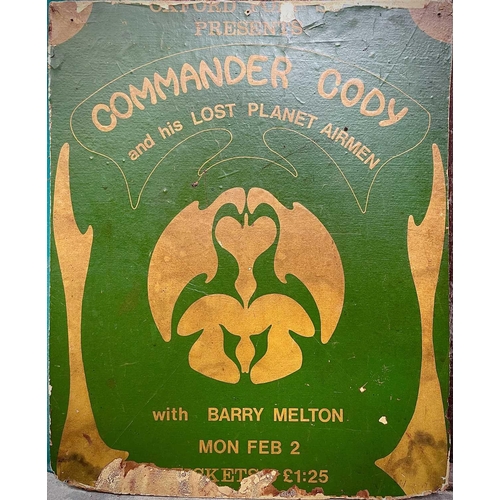 PRESENTS
COMMANDER CODY
and his LOST PLANET AIRMEN
with BARRY MELTON
MON FEB 2
£1:25